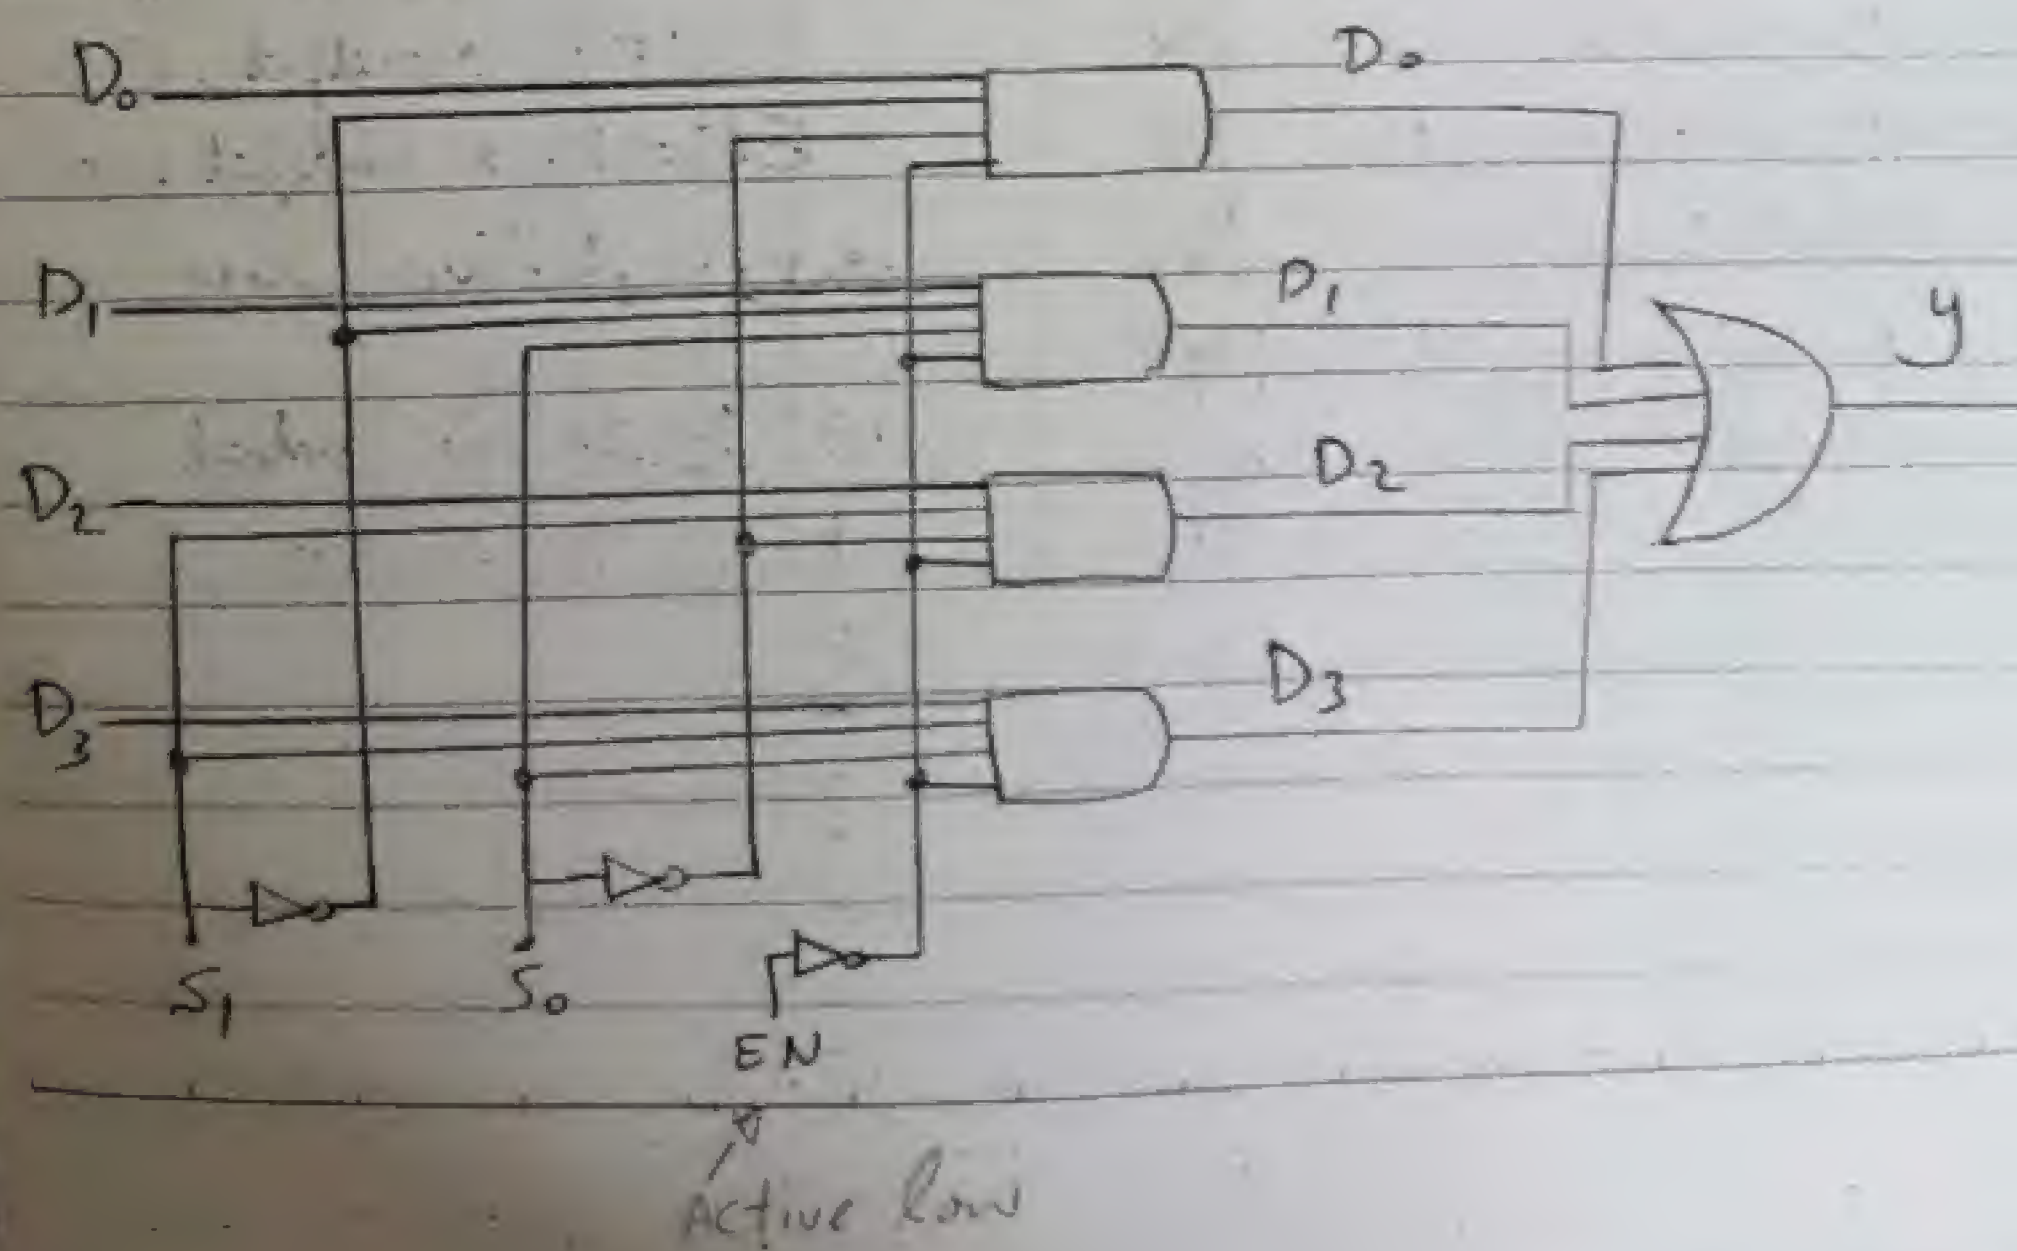 D₀ D₀
D₁ D₁
y
D₂ D₂
D₃ D₃
S₁ S₀
EN
Active low